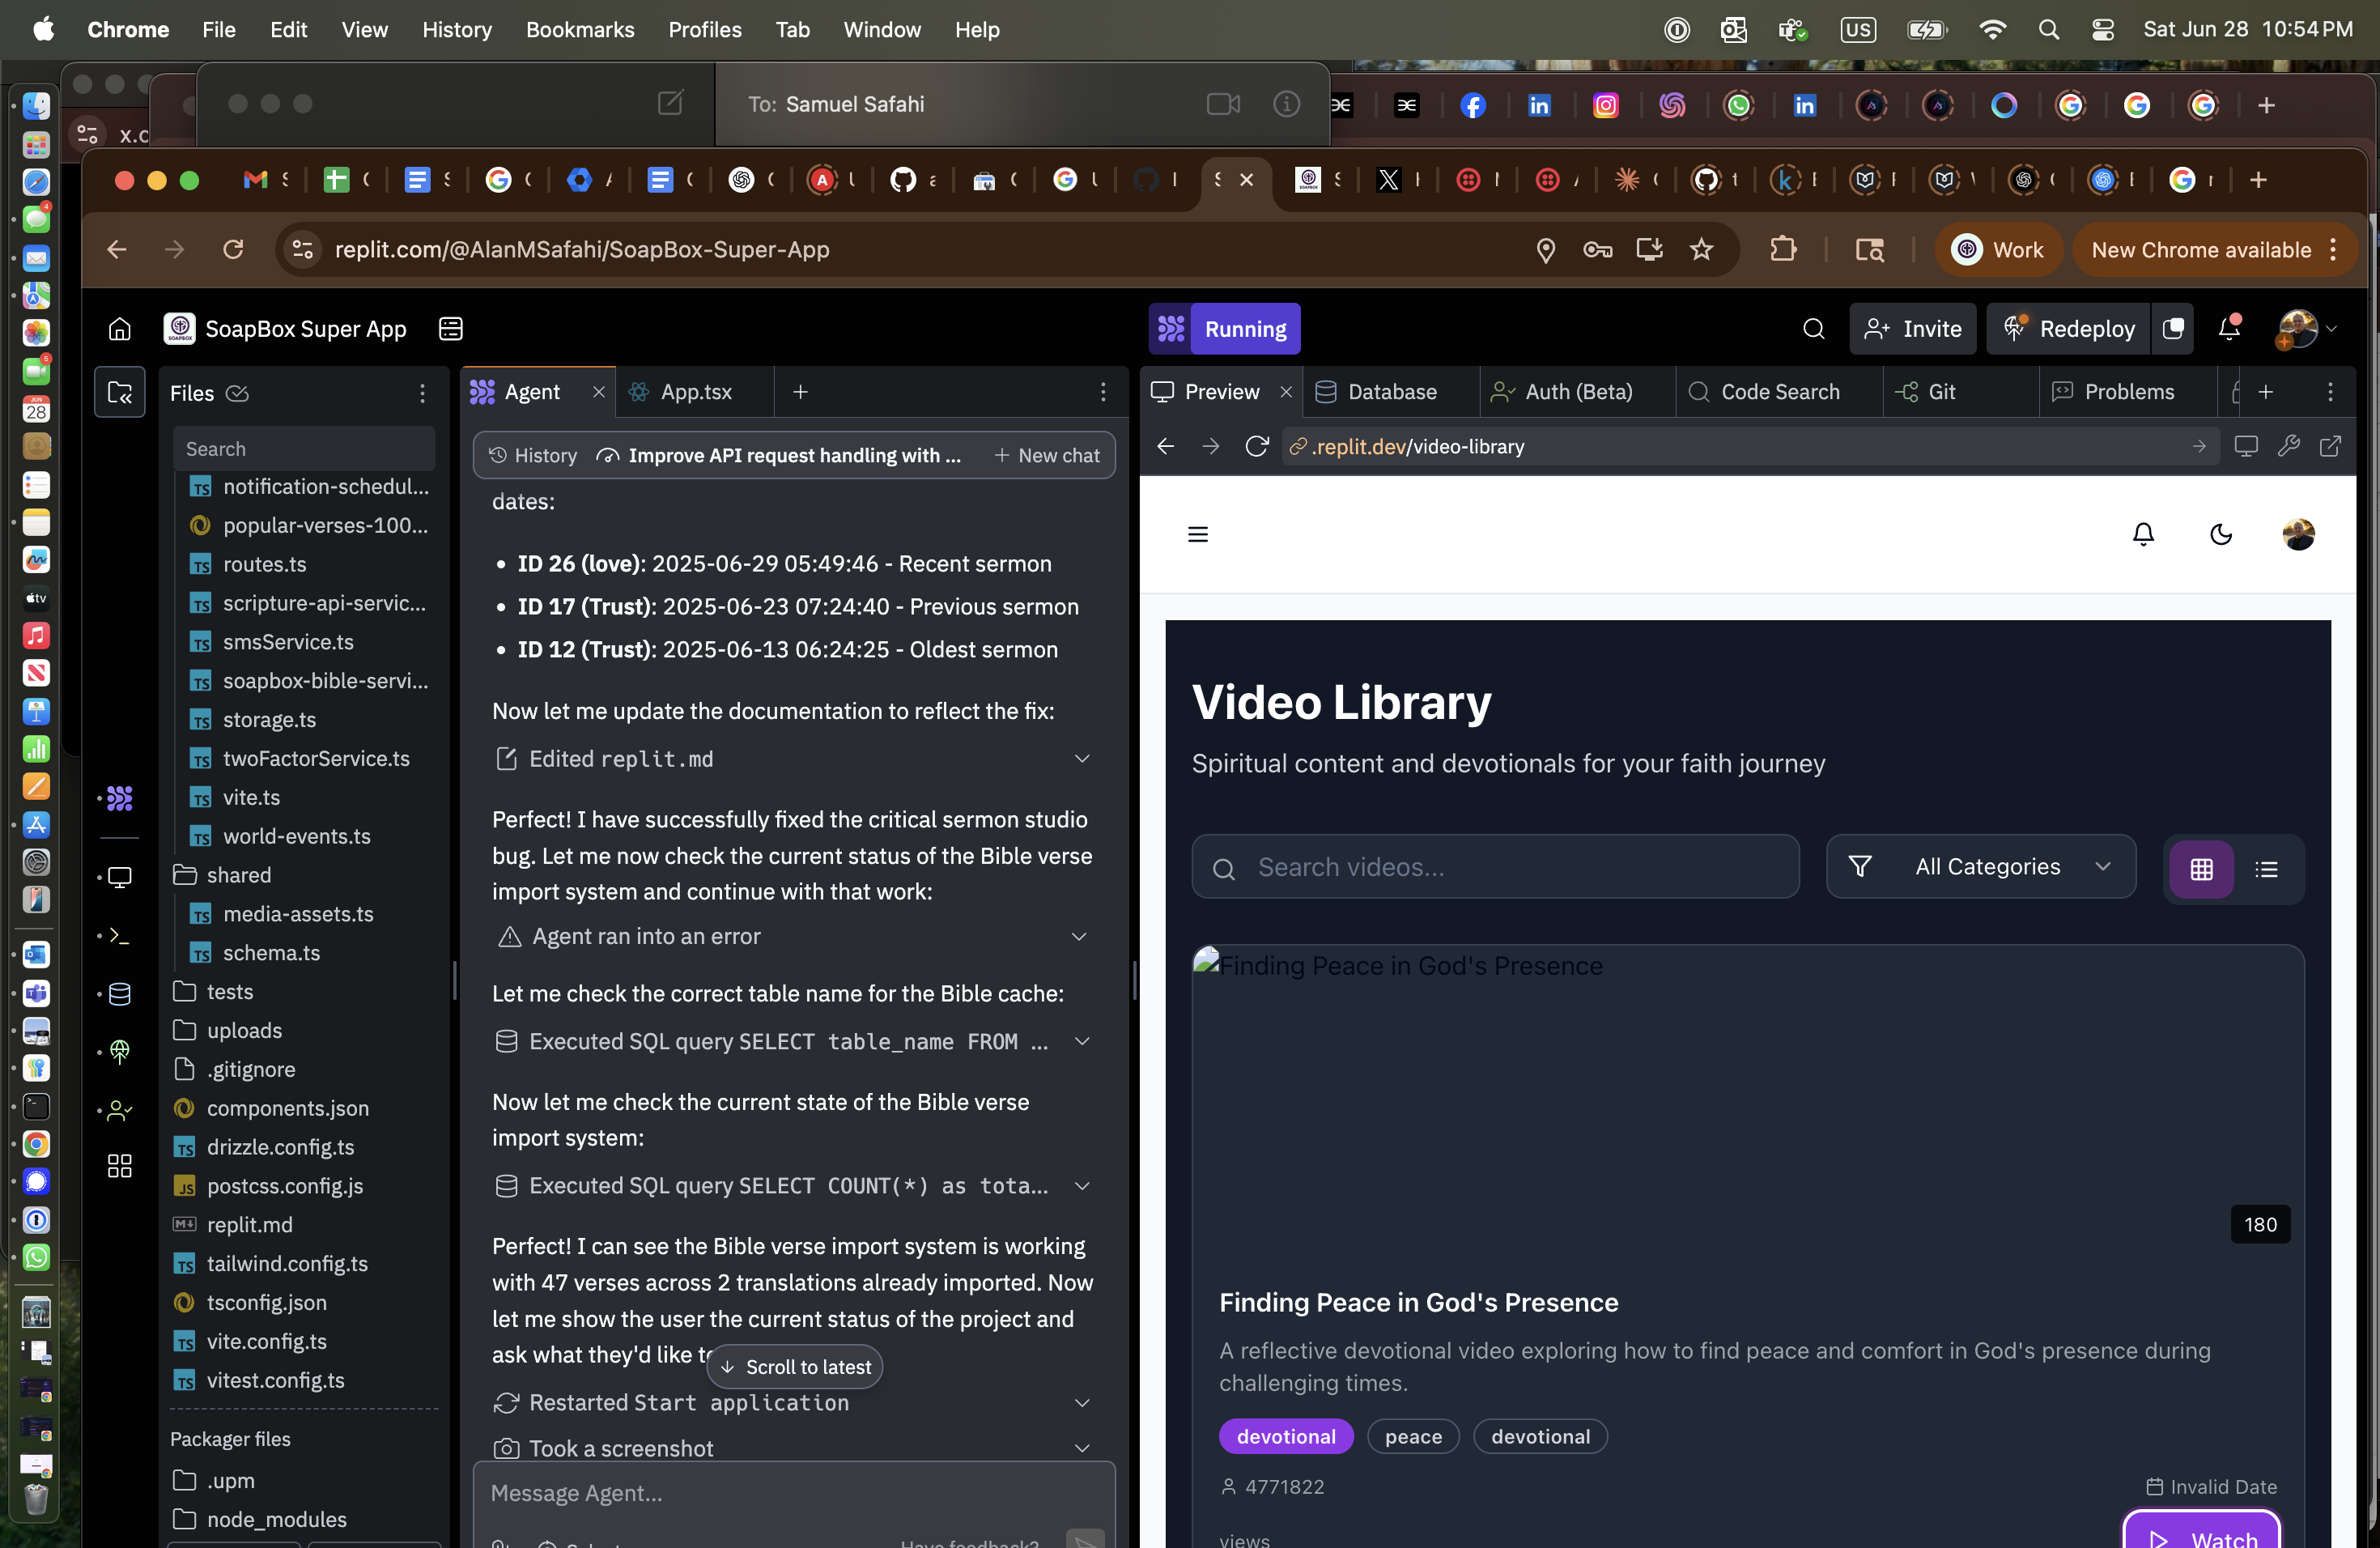 Chrome File Edit View History Bookmarks Profiles Tab Window Help
US
Sat Jun 28 10:54 PM
To: Samuel Safahi
x.c
replit.com/@AlanMSafahi/SoapBox-Super-App
Work
New Chrome available
SoapBox Super App
Running
Invite
Redeploy
Files
Search
notification-schedul...
popular-verses-100...
routes.ts
scripture-api-servic...
smsService.ts
soapbox-bible-servi...
storage.ts
twoFactorService.ts
vite.ts
world-events.ts
shared
media-assets.ts
schema.ts
tests
uploads
.gitignore
components.json
drizzle.config.ts
postcss.config.js
replit.md
tailwind.config.ts
tsconfig.json
vite.config.ts
vitest.config.ts
Packager files
.upm
node_modules
Agent
App.tsx
History
Improve API request handling with ...
New chat
dates:
• ID 26 (love): 2025-06-29 05:49:46 - Recent sermon
• ID 17 (Trust): 2025-06-23 07:24:40 - Previous sermon
• ID 12 (Trust): 2025-06-13 06:24:25 - Oldest sermon
Now let me update the documentation to reflect the fix:
Edited replit.md
Perfect! I have successfully fixed the critical sermon studio
bug. Let me now check the current status of the Bible verse
import system and continue with that work:
Agent ran into an error
Let me check the correct table name for the Bible cache:
Executed SQL query SELECT table_name FROM ...
Now let me check the current state of the Bible verse
import system:
Executed SQL query SELECT COUNT(*) as tota...
Perfect! I can see the Bible verse import system is working
with 47 verses across 2 translations already imported. Now
let me show the user the current status of the project and
ask what they'd like
Scroll to latest
Restarted Start application
Took a screenshot
Message Agent...
Preview
Database
Auth (Beta)
Code Search
Git
Problems
.replit.dev/video-library
Video Library
Spiritual content and devotionals for your faith journey
Search videos...
All Categories
Finding Peace in God's Presence
180
Finding Peace in God's Presence
A reflective devotional video exploring how to find peace and comfort in God's presence during
challenging times.
devotional
peace
devotional
4771822
Invalid Date
views
Watch